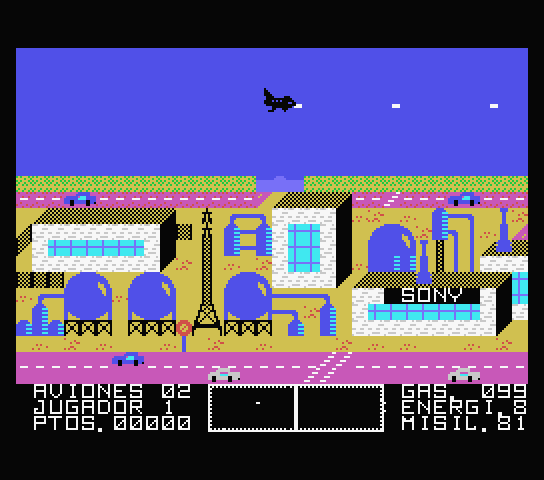 SONY
AVIONES 02
JUGADOR 1
PTOS. 00000
GAS. 099
ENERGI. 8
MISIL. 81